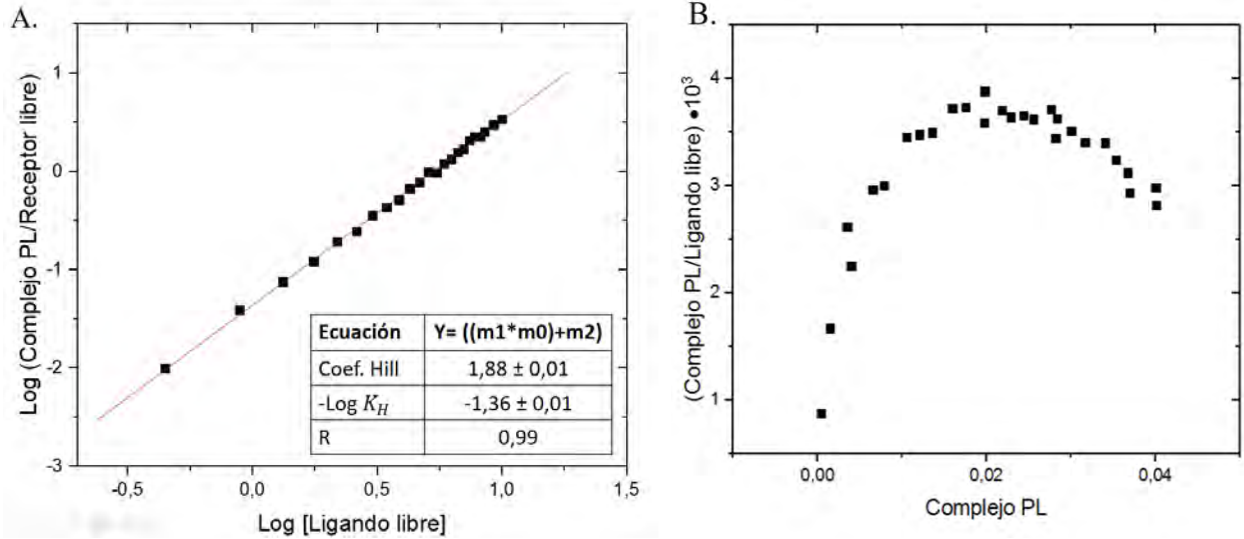 A.
Log (Complejo PL/Receptor libre)
1
0
-1
-2
-3
Ecuación Y= ((m1*m0)+m2)
Coef. Hill 1,88 ± 0,01
-Log K_H -1,36 ± 0,01
R 0,99
-0,5 0,0 0,5 1,0 1,5
Log [Ligando libre]
B.
(Complejo PL/Ligando libre) •10³
4
3
2
1
0,00 0,02 0,04
Complejo PL